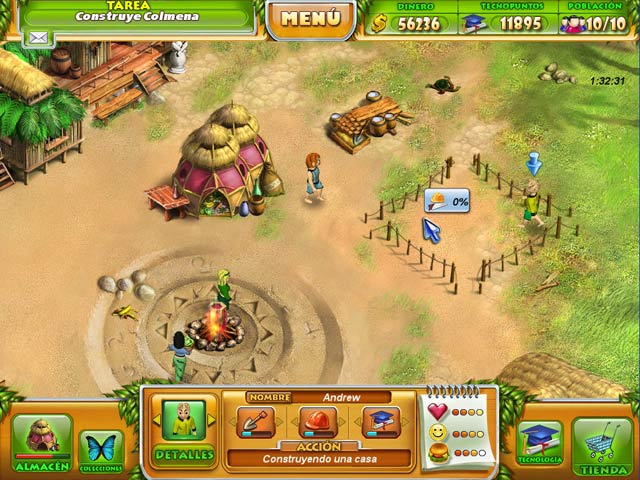 TAREA
Construye Colmena
MENÚ
DINERO
56236
TECNOPUNTOS
11895
POBLACIÓN
10/10
1:32:31
0%
NOMBRE
Andrew
DETALLES
ACCIÓN
Construyendo una casa
ALMACÉN
COLECCIONES
TECNOLOGÍA
TIENDA